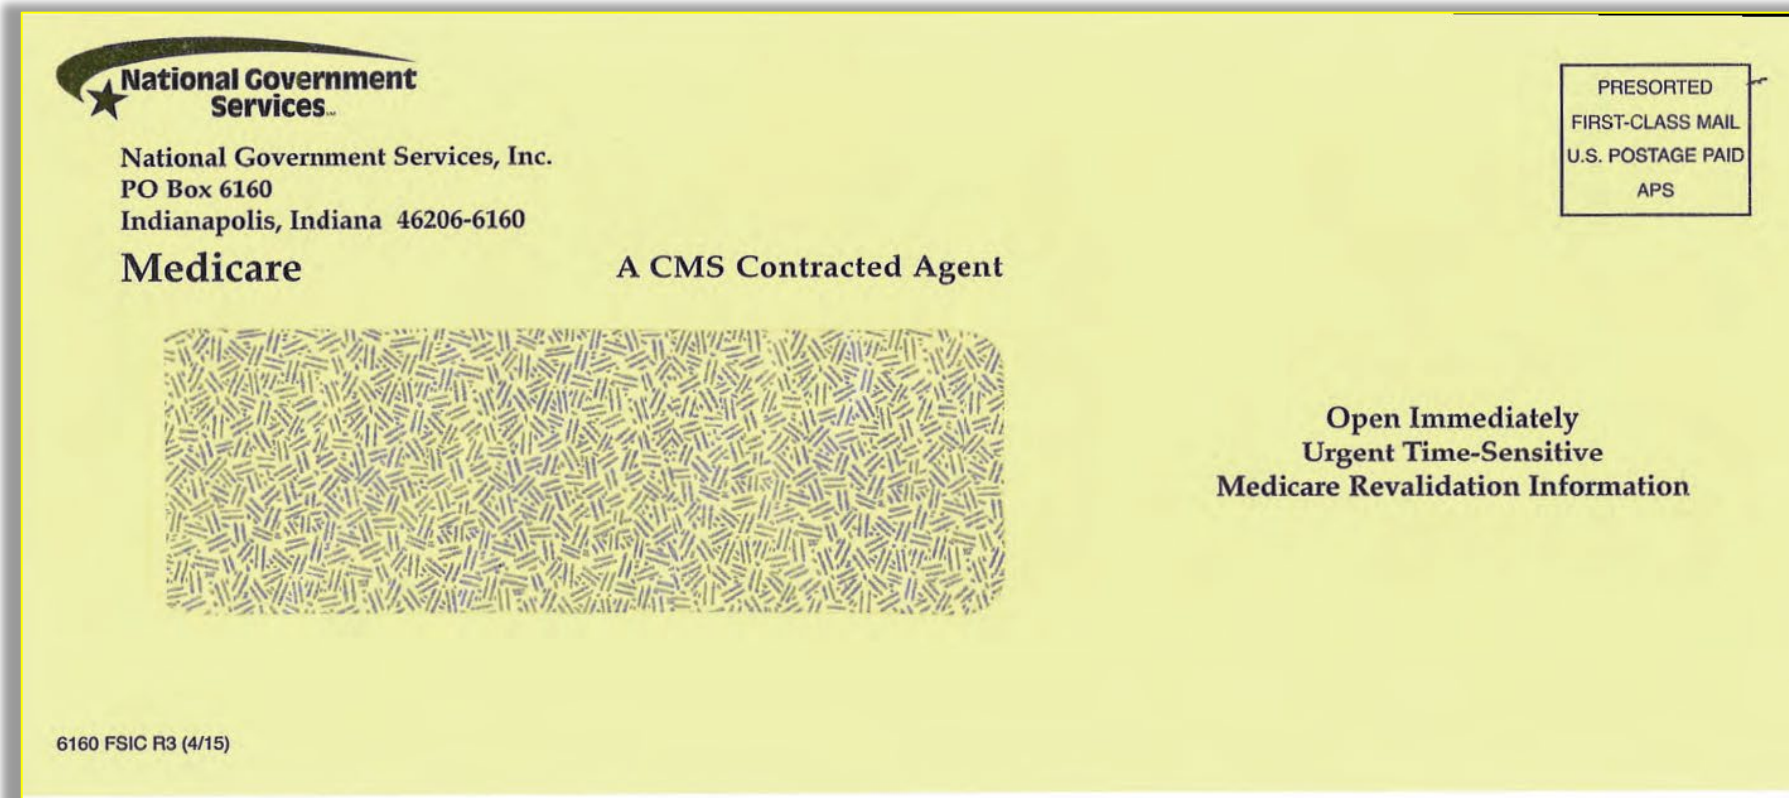 National Government
Services
National Government Services, Inc.
PO Box 6160
Indianapolis, Indiana 46206-6160
Medicare
A CMS Contracted Agent
PRESORTED
FIRST-CLASS MAIL
U.S. POSTAGE PAID
APS
Open Immediately
Urgent Time-Sensitive
Medicare Revalidation Information
6160 FSIC R3 (4/15)